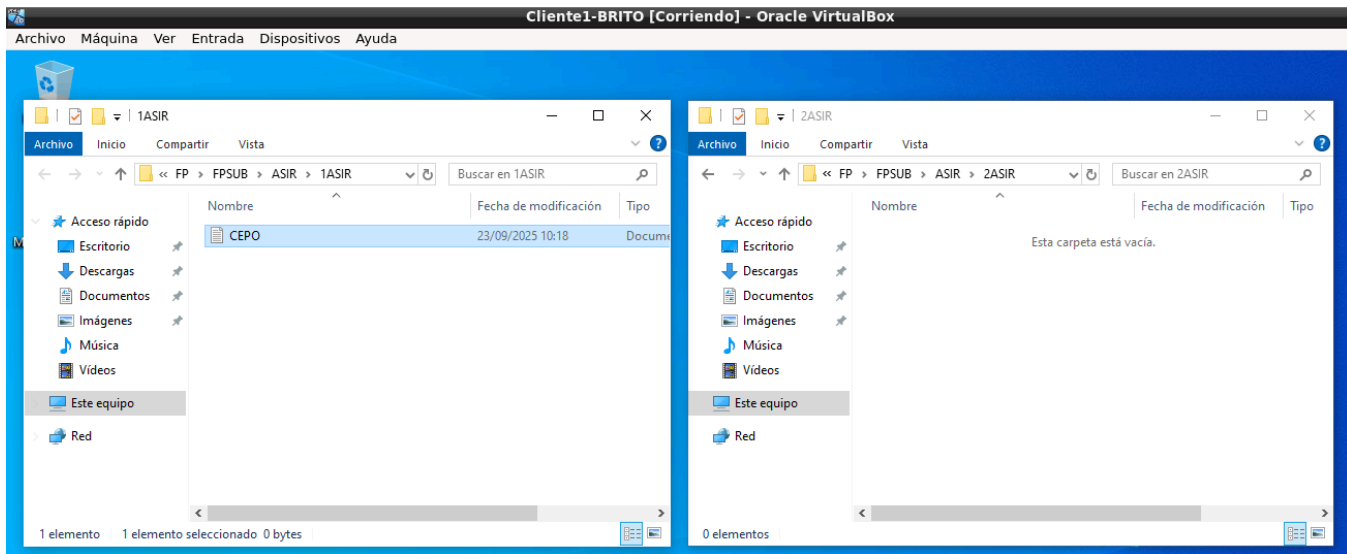 Cliente1-BRITO [Corriendo] - Oracle VirtualBox
Archivo Máquina Ver Entrada Dispositivos Ayuda
1ASIR
Archivo Inicio Compartir Vista
« FP > FPSUB > ASIR > 1ASIR
Buscar en 1ASIR
Nombre Fecha de modificación Tipo
CEPO 23/09/2025 10:18 Docume
Acceso rápido
Escritorio
Descargas
Documentos
Imágenes
Música
Vídeos
Este equipo
Red
1 elemento 1 elemento seleccionado 0 bytes
2ASIR
Archivo Inicio Compartir Vista
« FP > FPSUB > ASIR > 2ASIR
Buscar en 2ASIR
Nombre Fecha de modificación Tipo
Esta carpeta está vacía.
Acceso rápido
Escritorio
Descargas
Documentos
Imágenes
Música
Vídeos
Este equipo
Red
0 elementos